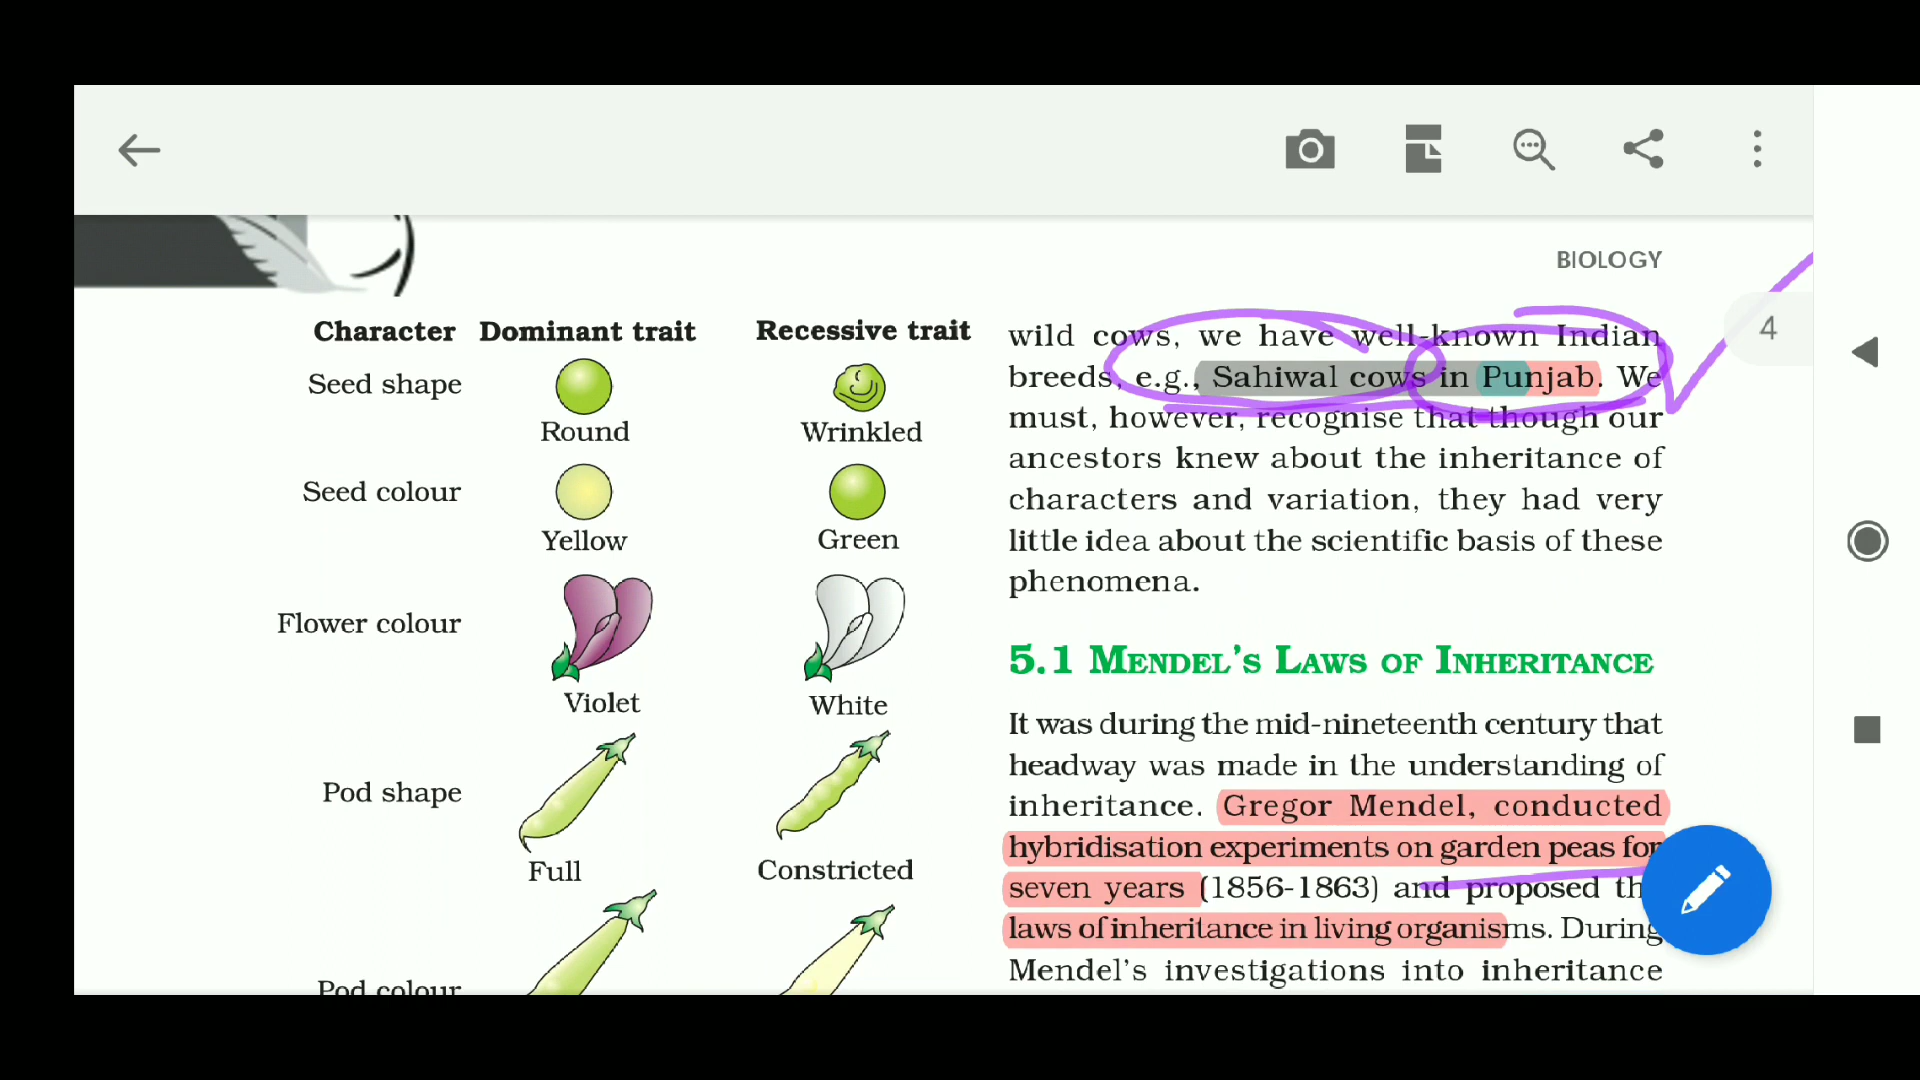 BIOLOGY
4
Character Dominant trait Recessive trait
Seed shape
Round Wrinkled
Seed colour
Yellow Green
Flower colour
Violet White
Pod shape
Full Constricted
Pod colour
wild cows, we have well-known Indian
breeds, e.g., Sahiwal cows in Punjab. We
must, however, recognise that though our
ancestors knew about the inheritance of
characters and variation, they had very
little idea about the scientific basis of these
phenomena.
5.1 MENDEL'S LAWS OF INHERITANCE
It was during the mid-nineteenth century that
headway was made in the understanding of
inheritance. Gregor Mendel, conducted
hybridisation experiments on garden peas for
seven years (1856-1863) and proposed th
laws of inheritance in living organisms. During
Mendel's investigations into inheritance